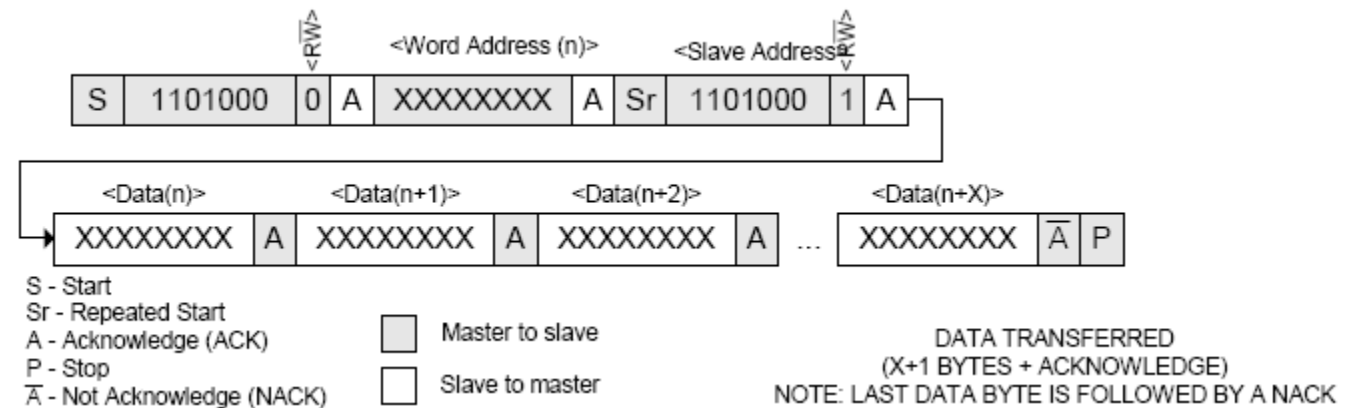 <RW̅> <Word Address (n)> <Slave Address> <RW̅>
S 1101000 0 A XXXXXXXX A Sr 1101000 1 A
<Data(n)> <Data(n+1)> <Data(n+2)> <Data(n+X)>
XXXXXXXX A XXXXXXXX A XXXXXXXX A ... XXXXXXXX A̅ P
S - Start
Sr - Repeated Start
A - Acknowledge (ACK)
P - Stop
A̅ - Not Acknowledge (NACK)
Master to slave
Slave to master
DATA TRANSFERRED
(X+1 BYTES + ACKNOWLEDGE)
NOTE: LAST DATA BYTE IS FOLLOWED BY A NACK